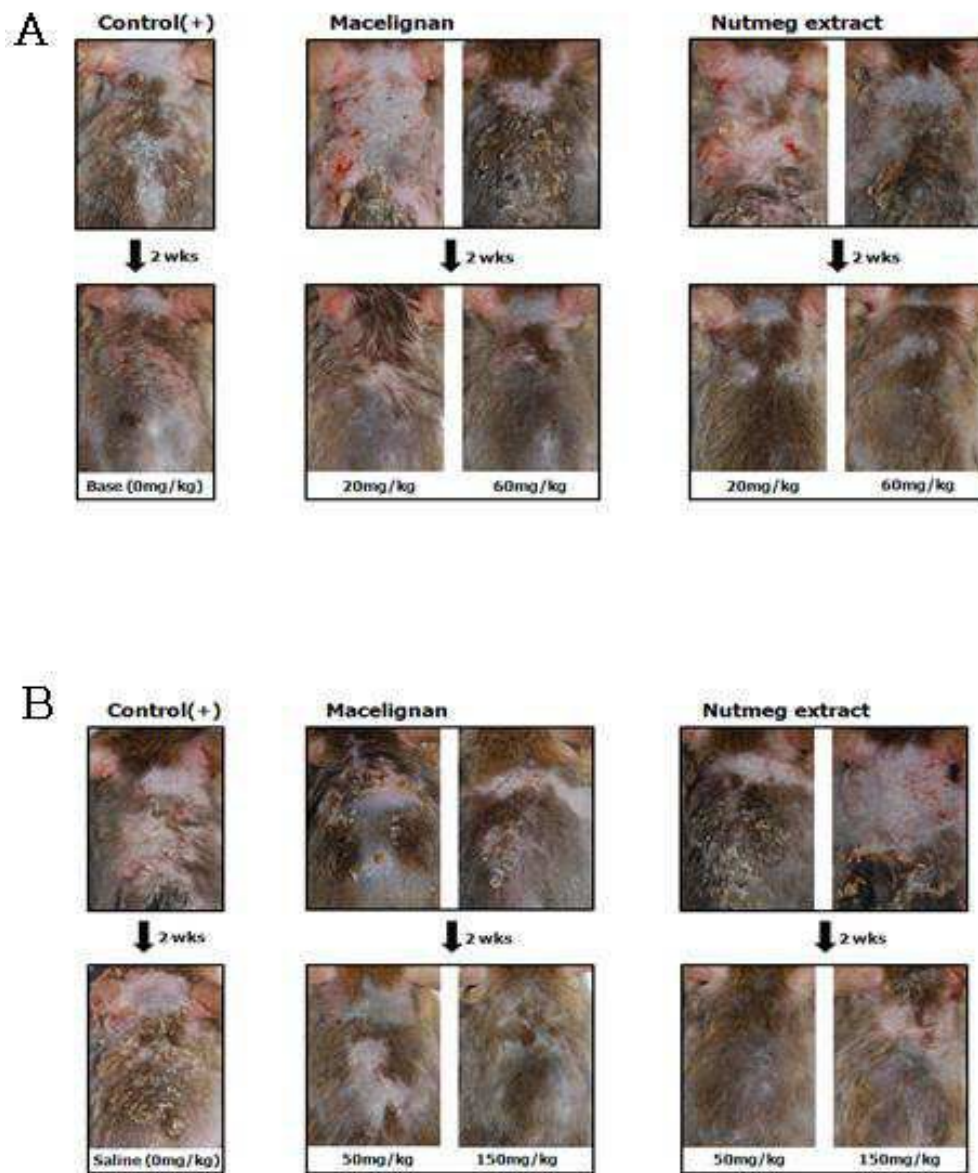 A
Control(+) Macelignan Nutmeg extract
2 wks 2 wks 2 wks
Base (0mg/kg) 20mg/kg 60mg/kg 20mg/kg 60mg/kg
B
Control(+) Macelignan Nutmeg extract
2 wks 2 wks 2 wks
Saline (0mg/kg) 50mg/kg 150mg/kg 50mg/kg 150mg/kg